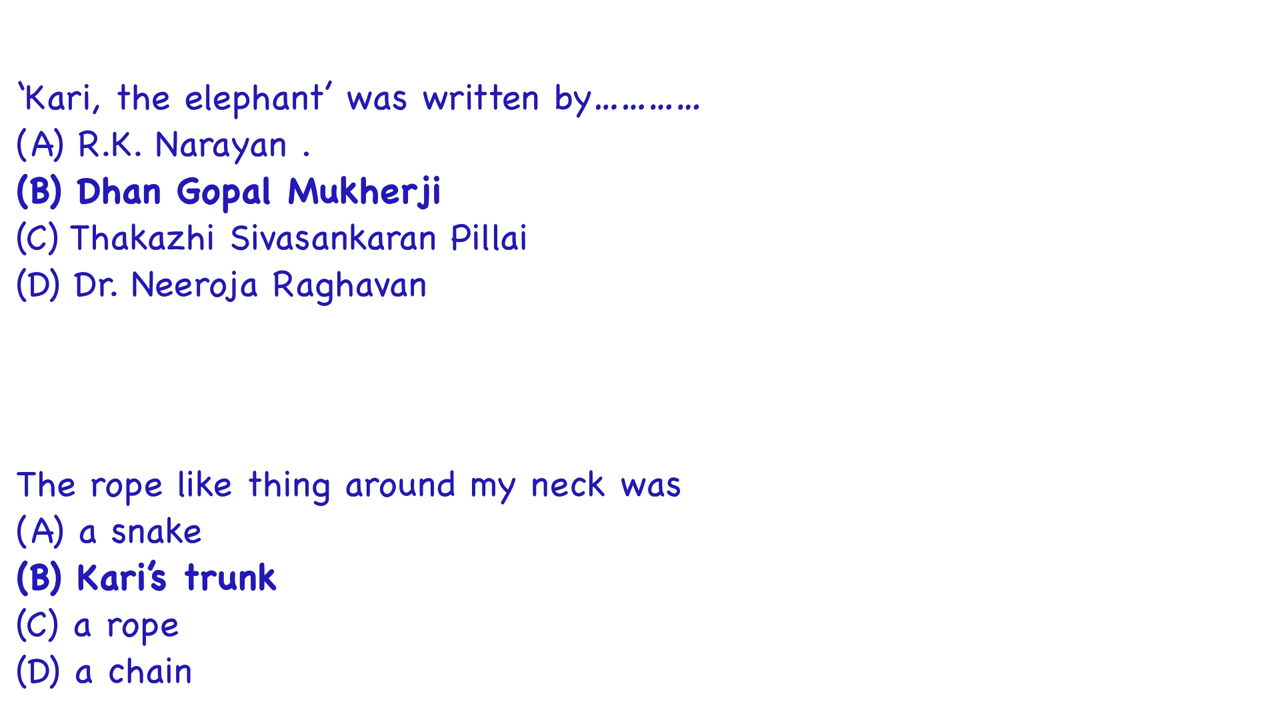 ‘Kari, the elephant’ was written by…………
(A) R.K. Narayan .
(B) Dhan Gopal Mukherji
(C) Thakazhi Sivasankaran Pillai
(D) Dr. Neeroja Raghavan
The rope like thing around my neck was
(A) a snake
(B) Kari’s trunk
(C) a rope
(D) a chain